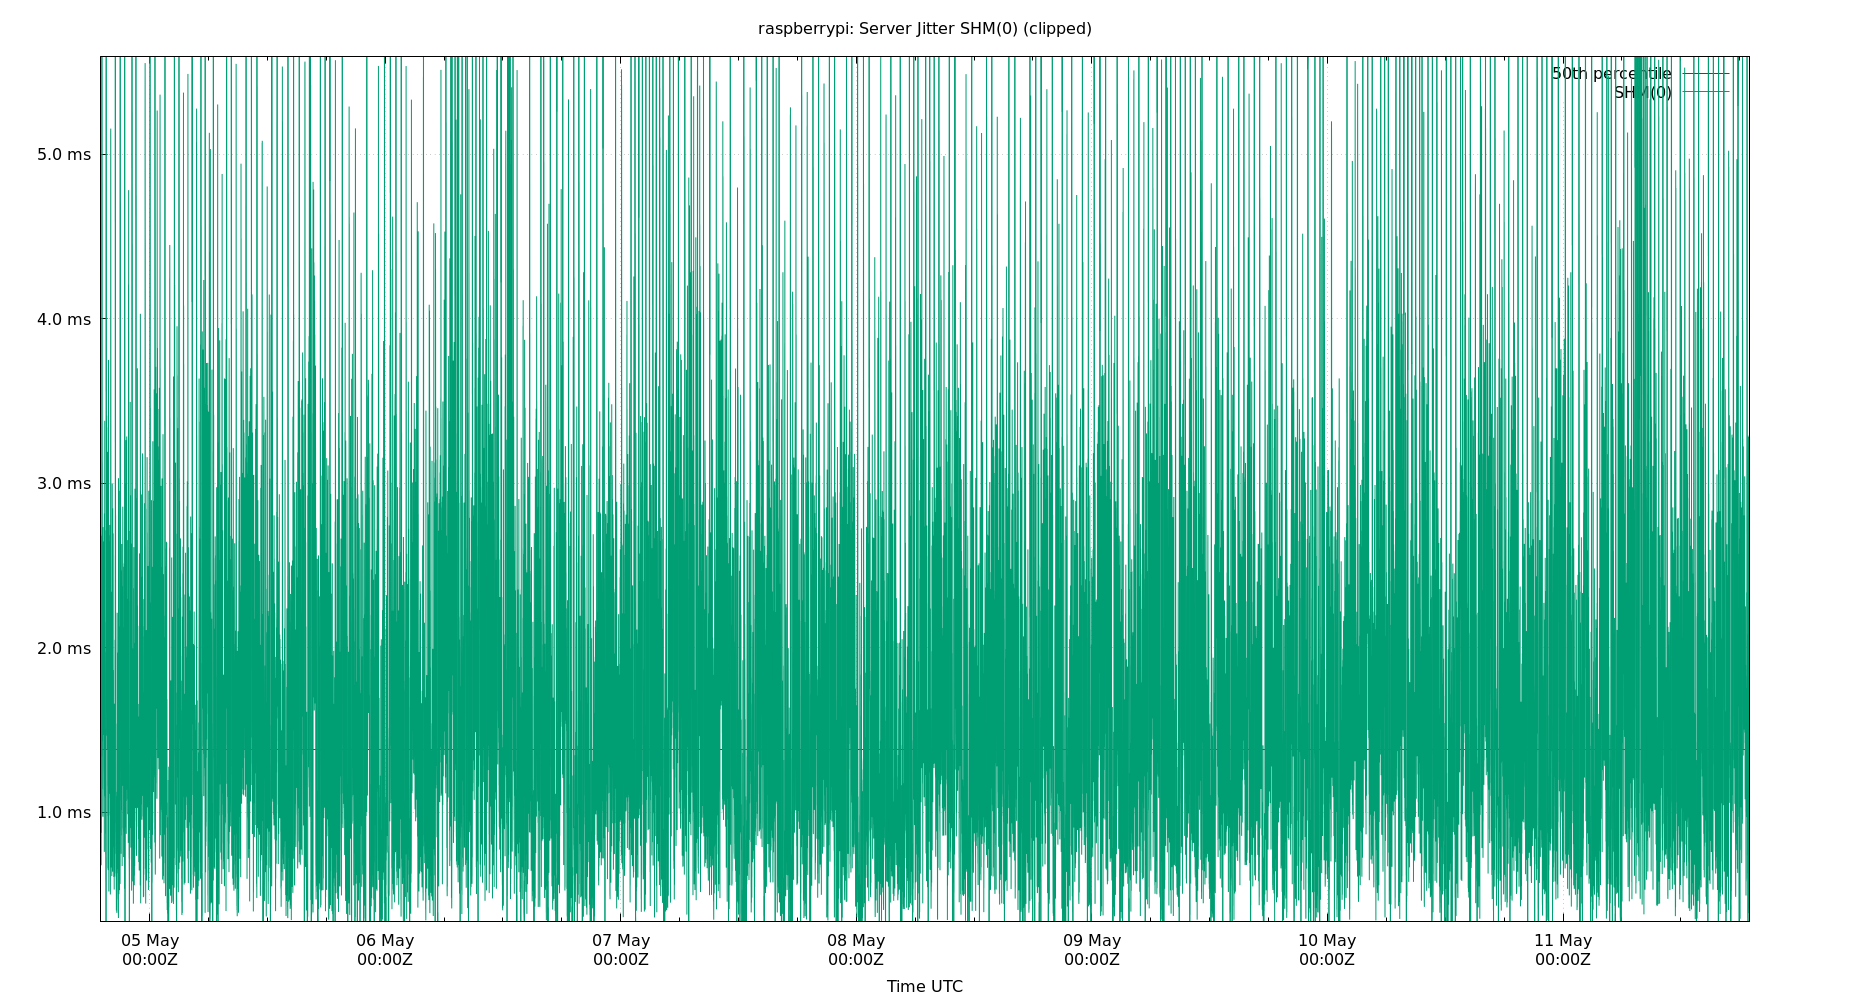 raspberrypi: Server Jitter SHM(0) (clipped)
50th percentile
SHM(0)
5.0 ms
4.0 ms
3.0 ms
2.0 ms
1.0 ms
05 May 06 May 07 May 08 May 09 May 10 May 11 May
00:00Z 00:00Z 00:00Z 00:00Z 00:00Z 00:00Z 00:00Z
Time UTC